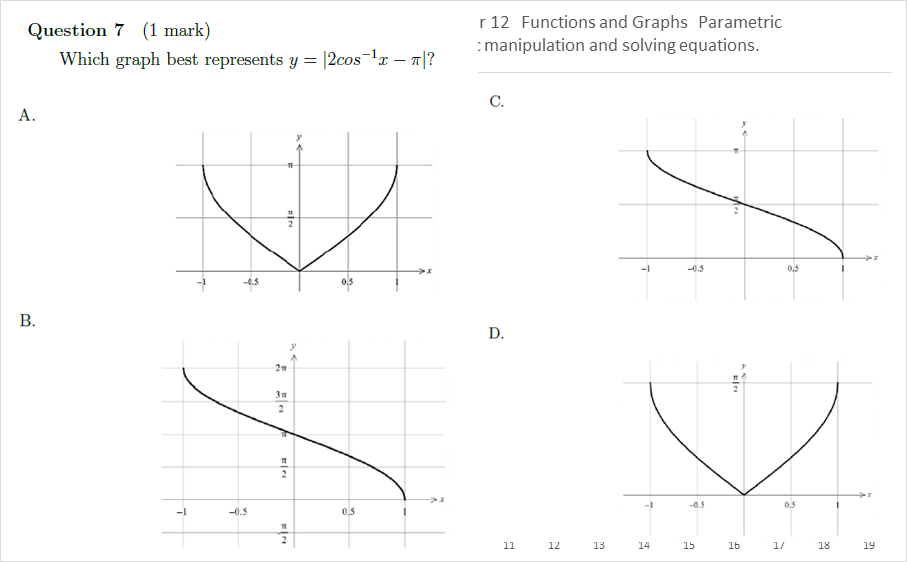 Question 7 (1 mark)
Which graph best represents y = |2cos⁻¹x − π|?
r 12 Functions and Graphs Parametric
: manipulation and solving equations.
A.
y
π
π/2
-1 -0.5 0.5 1 x
B.
y
2π
3π/2
π
π/2
-1 -0.5 0.5 1 x
π/2
C.
y
π
π/2
-1 -0.5 0.5 1 x
D.
y
π/2
-1 -0.5 0.5 1 x
11 12 13 14 15 16 17 18 19